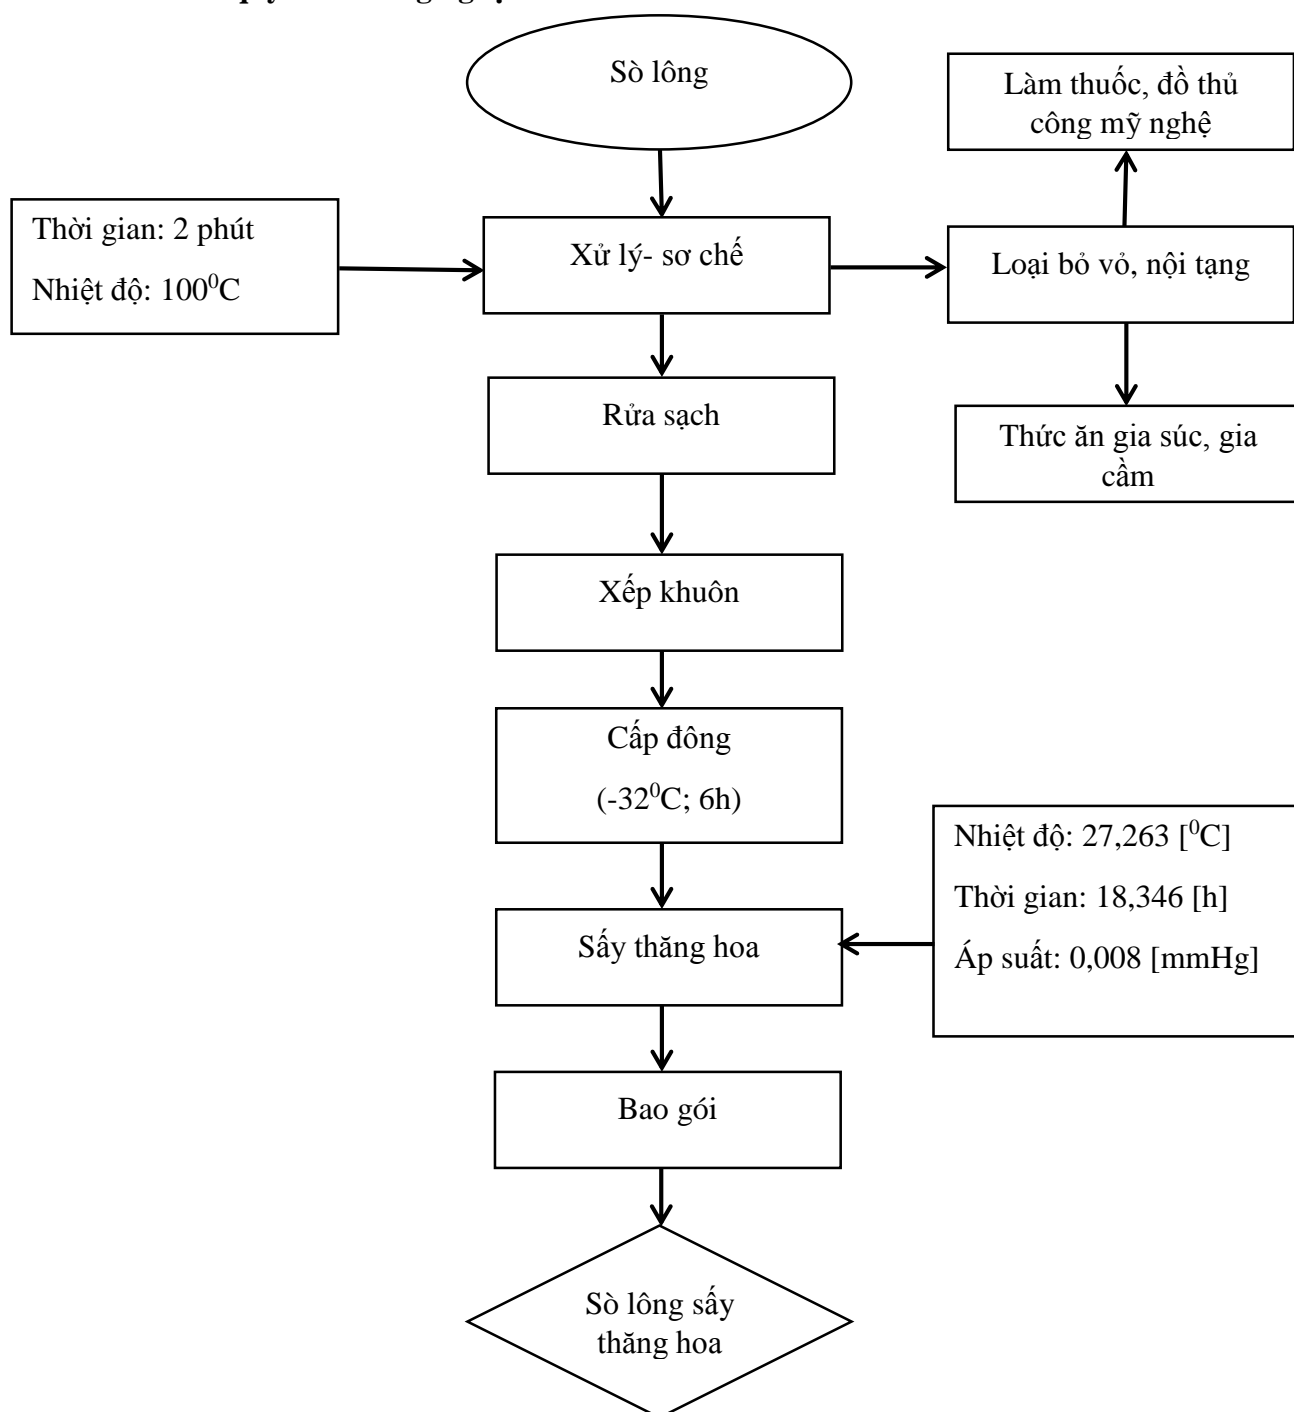 Sò lông
Làm thuốc, đồ thủ
công mỹ nghệ
Thời gian: 2 phút
Nhiệt độ: 100⁰C
Xử lý- sơ chế
Loại bỏ vỏ, nội tạng
Rửa sạch
Thức ăn gia súc, gia
cầm
Xếp khuôn
Cấp đông
(-32⁰C; 6h)
Nhiệt độ: 27,263 [⁰C]
Thời gian: 18,346 [h]
Áp suất: 0,008 [mmHg]
Sấy thăng hoa
Bao gói
Sò lông sấy
thăng hoa